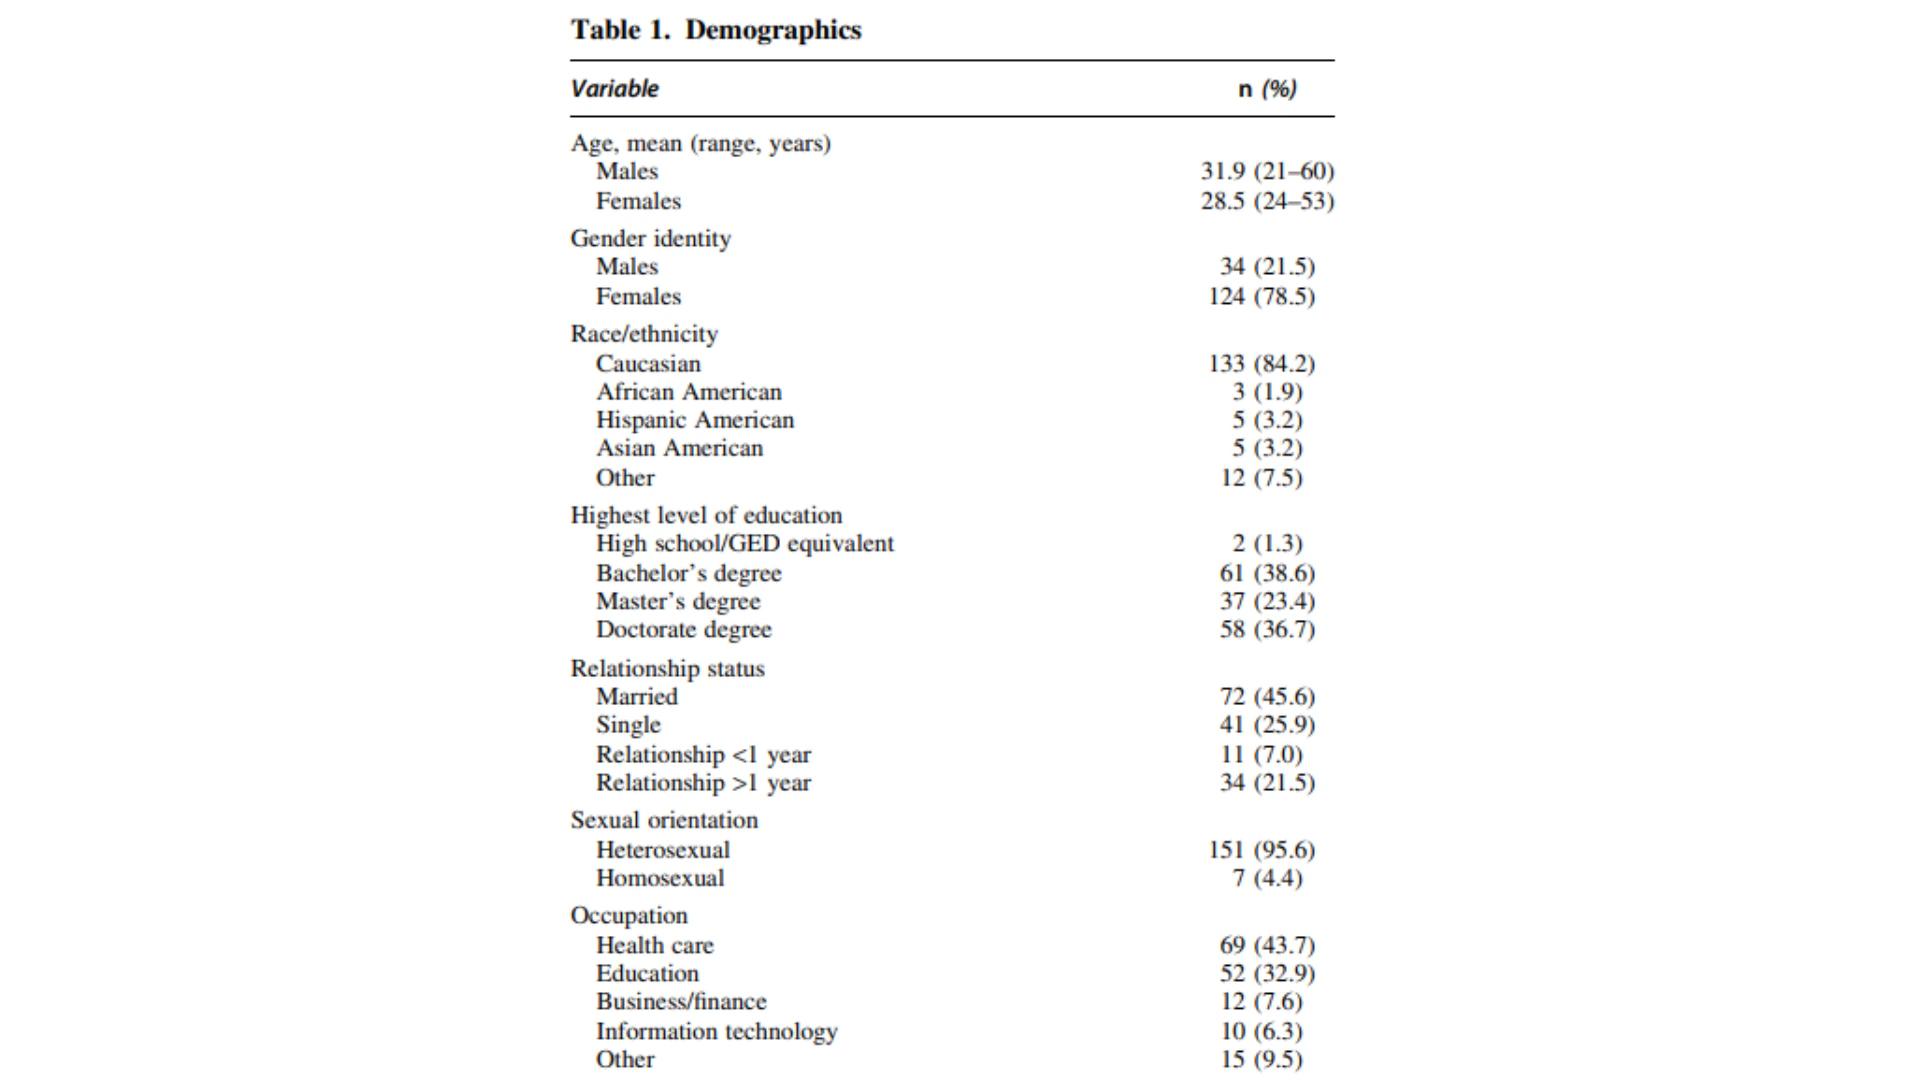 Table 1. Demographics
Variable n (%)
Age, mean (range, years)
Males 31.9 (21–60)
Females 28.5 (24–53)
Gender identity
Males 34 (21.5)
Females 124 (78.5)
Race/ethnicity
Caucasian 133 (84.2)
African American 3 (1.9)
Hispanic American 5 (3.2)
Asian American 5 (3.2)
Other 12 (7.5)
Highest level of education
High school/GED equivalent 2 (1.3)
Bachelor’s degree 61 (38.6)
Master’s degree 37 (23.4)
Doctorate degree 58 (36.7)
Relationship status
Married 72 (45.6)
Single 41 (25.9)
Relationship <1 year 11 (7.0)
Relationship >1 year 34 (21.5)
Sexual orientation
Heterosexual 151 (95.6)
Homosexual 7 (4.4)
Occupation
Health care 69 (43.7)
Education 52 (32.9)
Business/finance 12 (7.6)
Information technology 10 (6.3)
Other 15 (9.5)